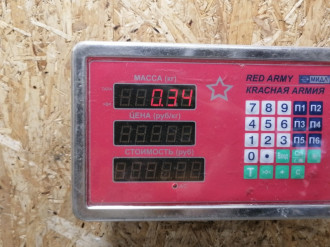 МАССА (кг)
0.34
RED ARMY
КRАСНАЯ АРМИЯ
ЦЕНА (руб/кг)
СТОИМОСТЬ (руб)
7 8 9 П1 П2
4 5 6 П3 П4
1 2 3 П5 П6
0
T C